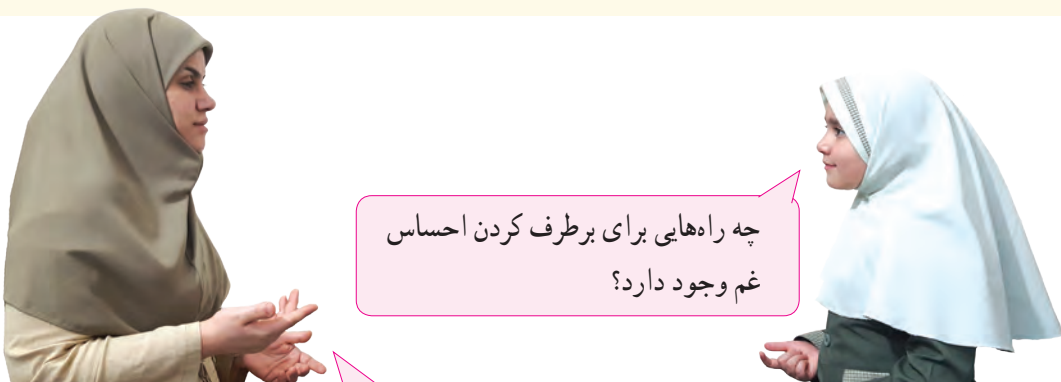 چه راه‌هایی برای برطرف کردن احساس
غم وجود دارد؟